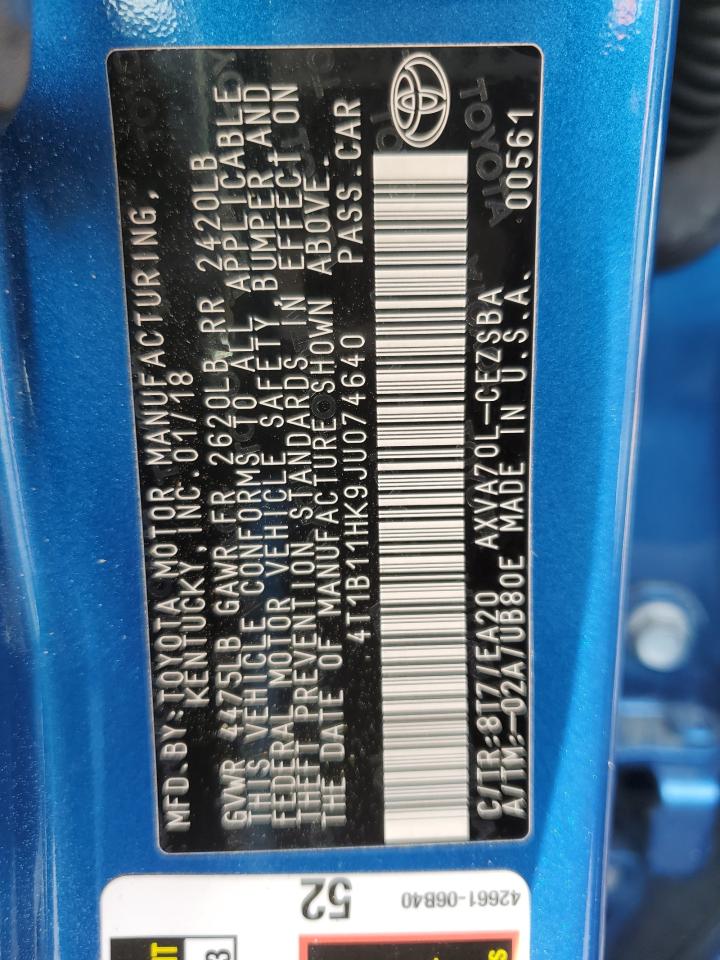 MFD.BY:TOYOTA MOTOR MANUFACTURING,
KENTUCKY,INC.01/18
GVWR 4475LB GAWR FR 2620LB,RR 2420LB
THIS VEHICLE CONFORMS TO ALL APPLICABLE
FEDERAL MOTOR VEHICLE SAFETY,BUMPER,AND
THEFT PREVENTION STANDARDS IN EFFECT ON
THE DATE OF MANUFACTURE SHOWN ABOVE.
4T1B11HK9JU074640 PASS.CAR
TOYOTA
C/TR:8T7/EA20 AXVA70L-CEZSBA
A/TM:-02A/UB80E MADE IN U.S.A. 00561
52
42661-06B40